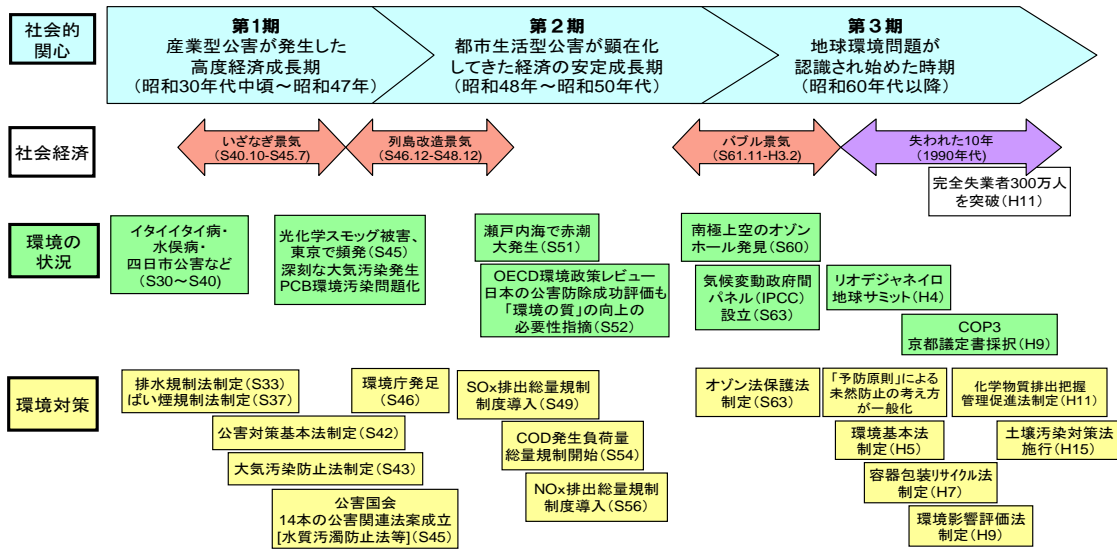 社会的
関心
第1期
産業型公害が発生した
高度経済成長期
(昭和30年代中頃～昭和47年)
第2期
都市生活型公害が顕在化
してきた経済の安定成長期
(昭和48年～昭和50年代)
第3期
地球環境問題が
認識され始めた時期
(昭和60年代以降)
社会経済
いざなぎ景気
(S40.10-S45.7)
列島改造景気
(S46.12-S48.12)
バブル景気
(S61.11-H3.2)
失われた10年
(1990年代)
完全失業者300万人
を突破(H11)
環境の
状況
イタイイタイ病・
水俣病・
四日市公害など
(S30～S40)
光化学スモッグ被害、
東京で頻発(S45)
深刻な大気汚染発生
PCB環境汚染問題化
瀬戸内海で赤潮
大発生(S51)
OECD環境政策レビュー
日本の公害防除成功評価も
「環境の質」の向上の
必要性指摘(S52)
南極上空のオゾン
ホール発見(S60)
気候変動政府間
パネル(IPCC)
設立(S63)
リオデジャネイロ
地球サミット(H4)
COP3
京都議定書採択(H9)
環境対策
排水規制法制定(S33)
ばい煙規制法制定(S37)
公害対策基本法制定(S42)
大気汚染防止法制定(S43)
公害国会
14本の公害関連法案成立
[水質汚濁防止法等](S45)
環境庁発足
(S46)
SOx排出総量規制
制度導入(S49)
COD発生負荷量
総量規制開始(S54)
NOx排出総量規制
制度導入(S56)
オゾン法保護法
制定(S63)
「予防原則」による
未然防止の考え方
が一般化
環境基本法
制定(H5)
容器包装リサイクル法
制定(H7)
環境影響評価法
制定(H9)
化学物質排出把握
管理促進法制定(H11)
土壌汚染対策法
施行(H15)